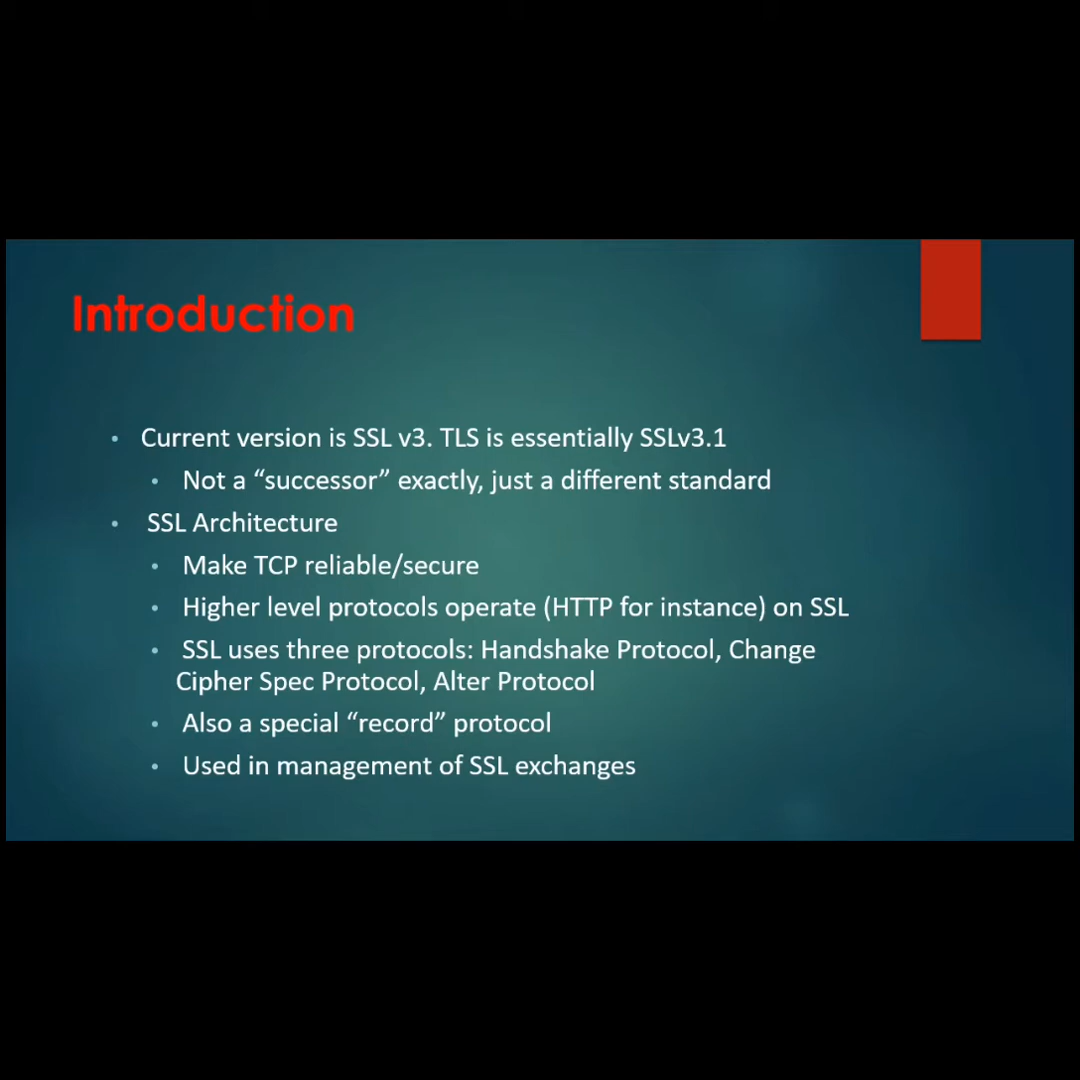 Introduction
• Current version is SSL v3. TLS is essentially SSLv3.1
• Not a “successor” exactly, just a different standard
• SSL Architecture
• Make TCP reliable/secure
• Higher level protocols operate (HTTP for instance) on SSL
• SSL uses three protocols: Handshake Protocol, Change
Cipher Spec Protocol, Alter Protocol
• Also a special “record” protocol
• Used in management of SSL exchanges